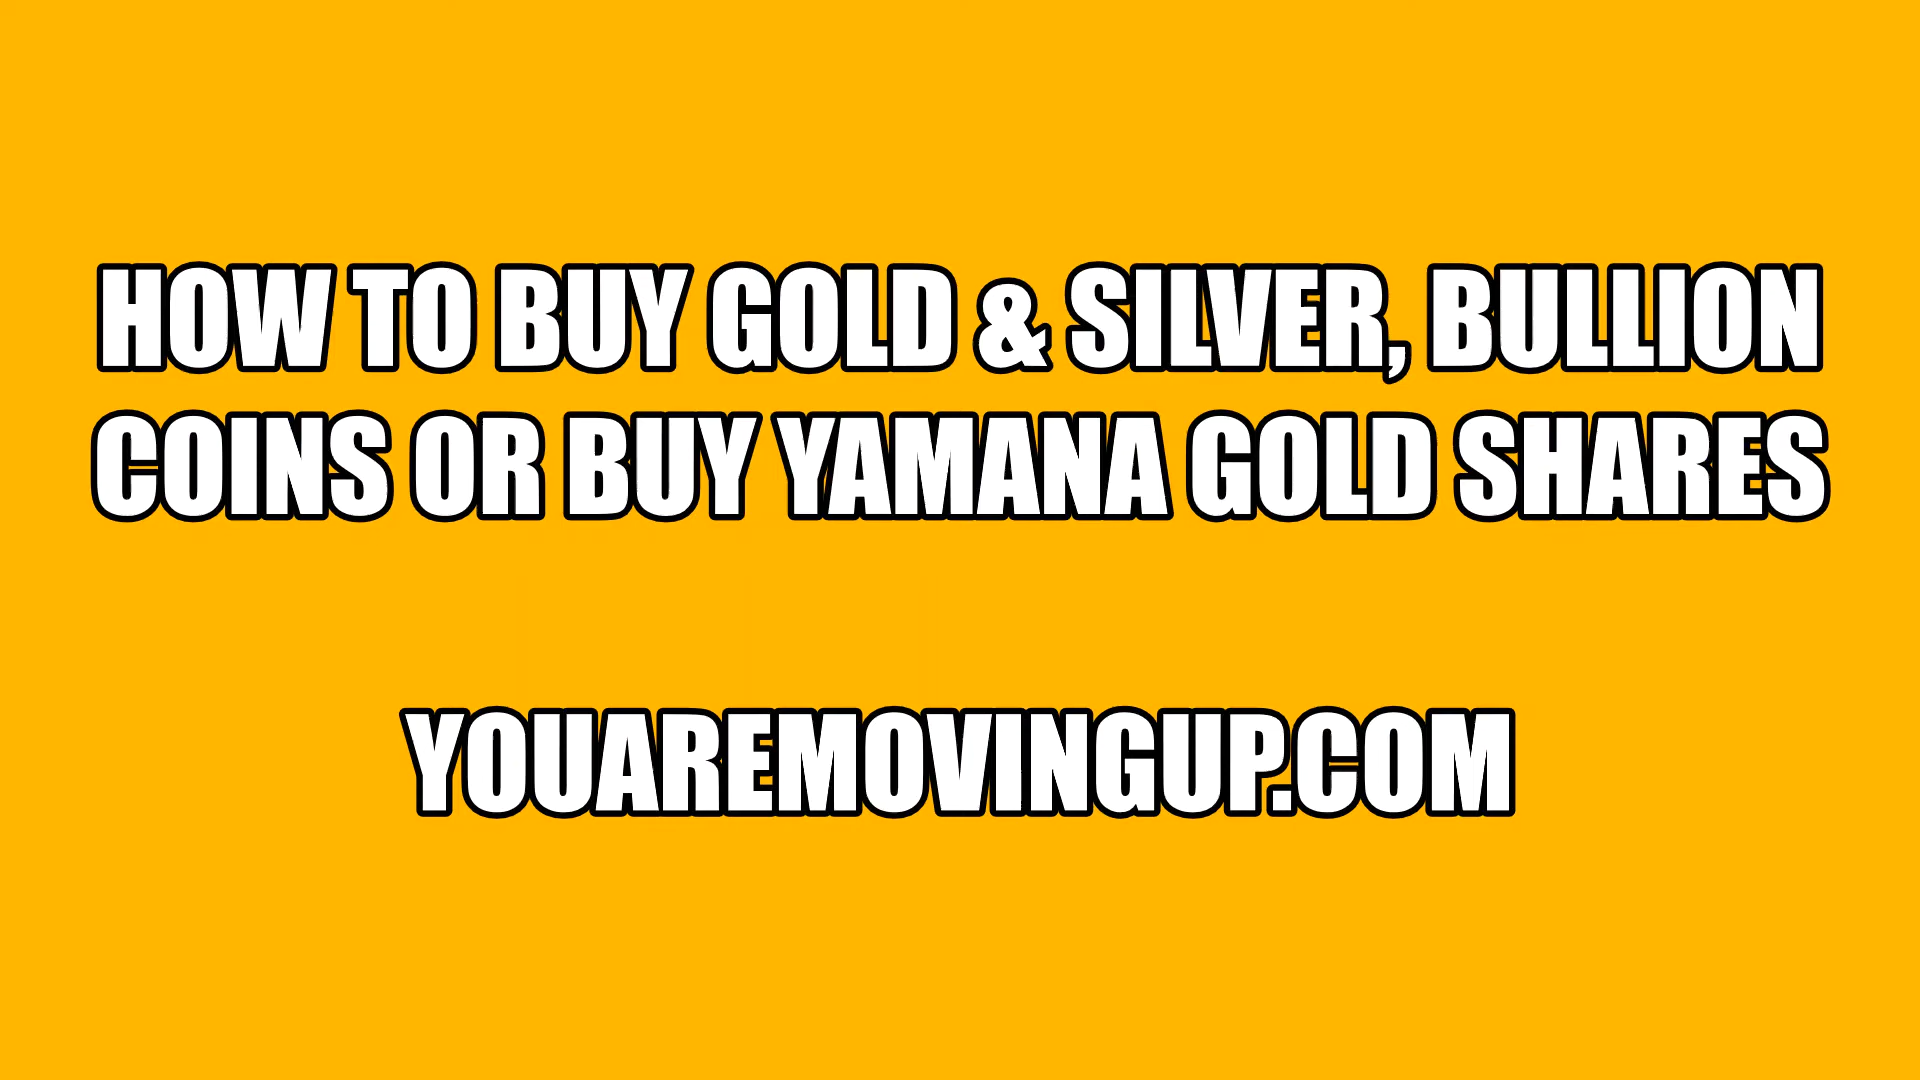 HOW TO BUY GOLD & SILVER, BULLION
COINS OR BUY YAMANA GOLD SHARES
YOUAREMOVINGUP.COM